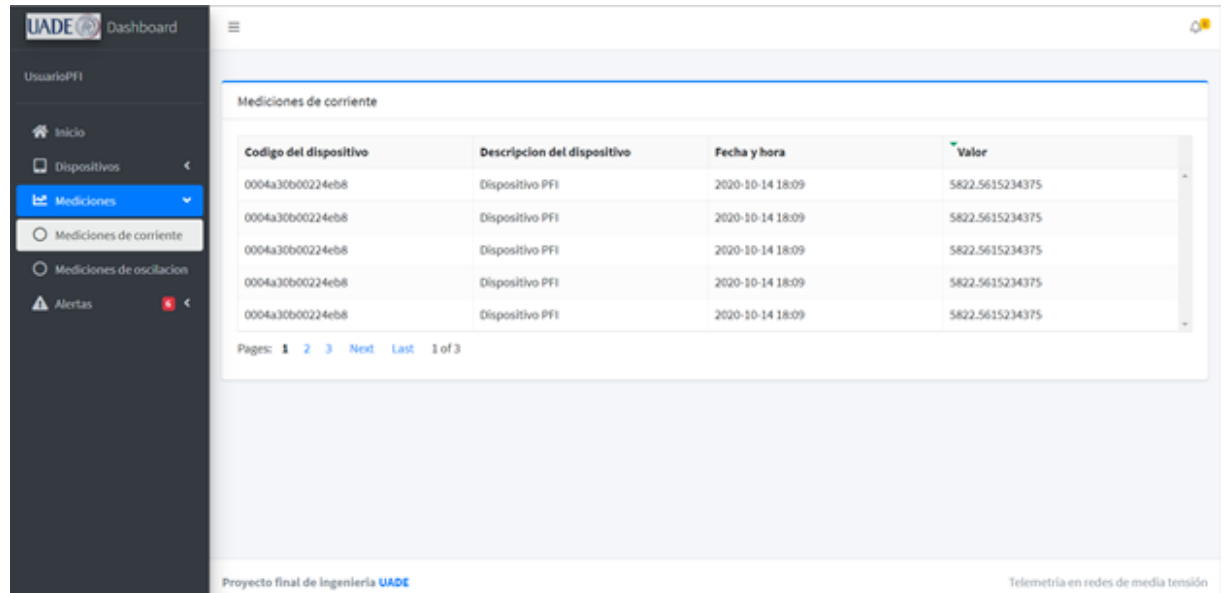 UADE Dashboard
UsuarioPFI
Inicio
Dispositivos
Mediciones
Mediciones de corriente
Mediciones de oscilacion
Alertas 6
Mediciones de corriente
Codigo del dispositivo Descripcion del dispositivo Fecha y hora Valor
0004a30b00224eb8 Dispositivo PFI 2020-10-14 18:09 5822.5615234375
0004a30b00224eb8 Dispositivo PFI 2020-10-14 18:09 5822.5615234375
0004a30b00224eb8 Dispositivo PFI 2020-10-14 18:09 5822.5615234375
0004a30b00224eb8 Dispositivo PFI 2020-10-14 18:09 5822.5615234375
0004a30b00224eb8 Dispositivo PFI 2020-10-14 18:09 5822.5615234375
Pages: 1 2 3 Next Last 1 of 3
Proyecto final de ingenieria UADE
Telemetria en redes de media tensión